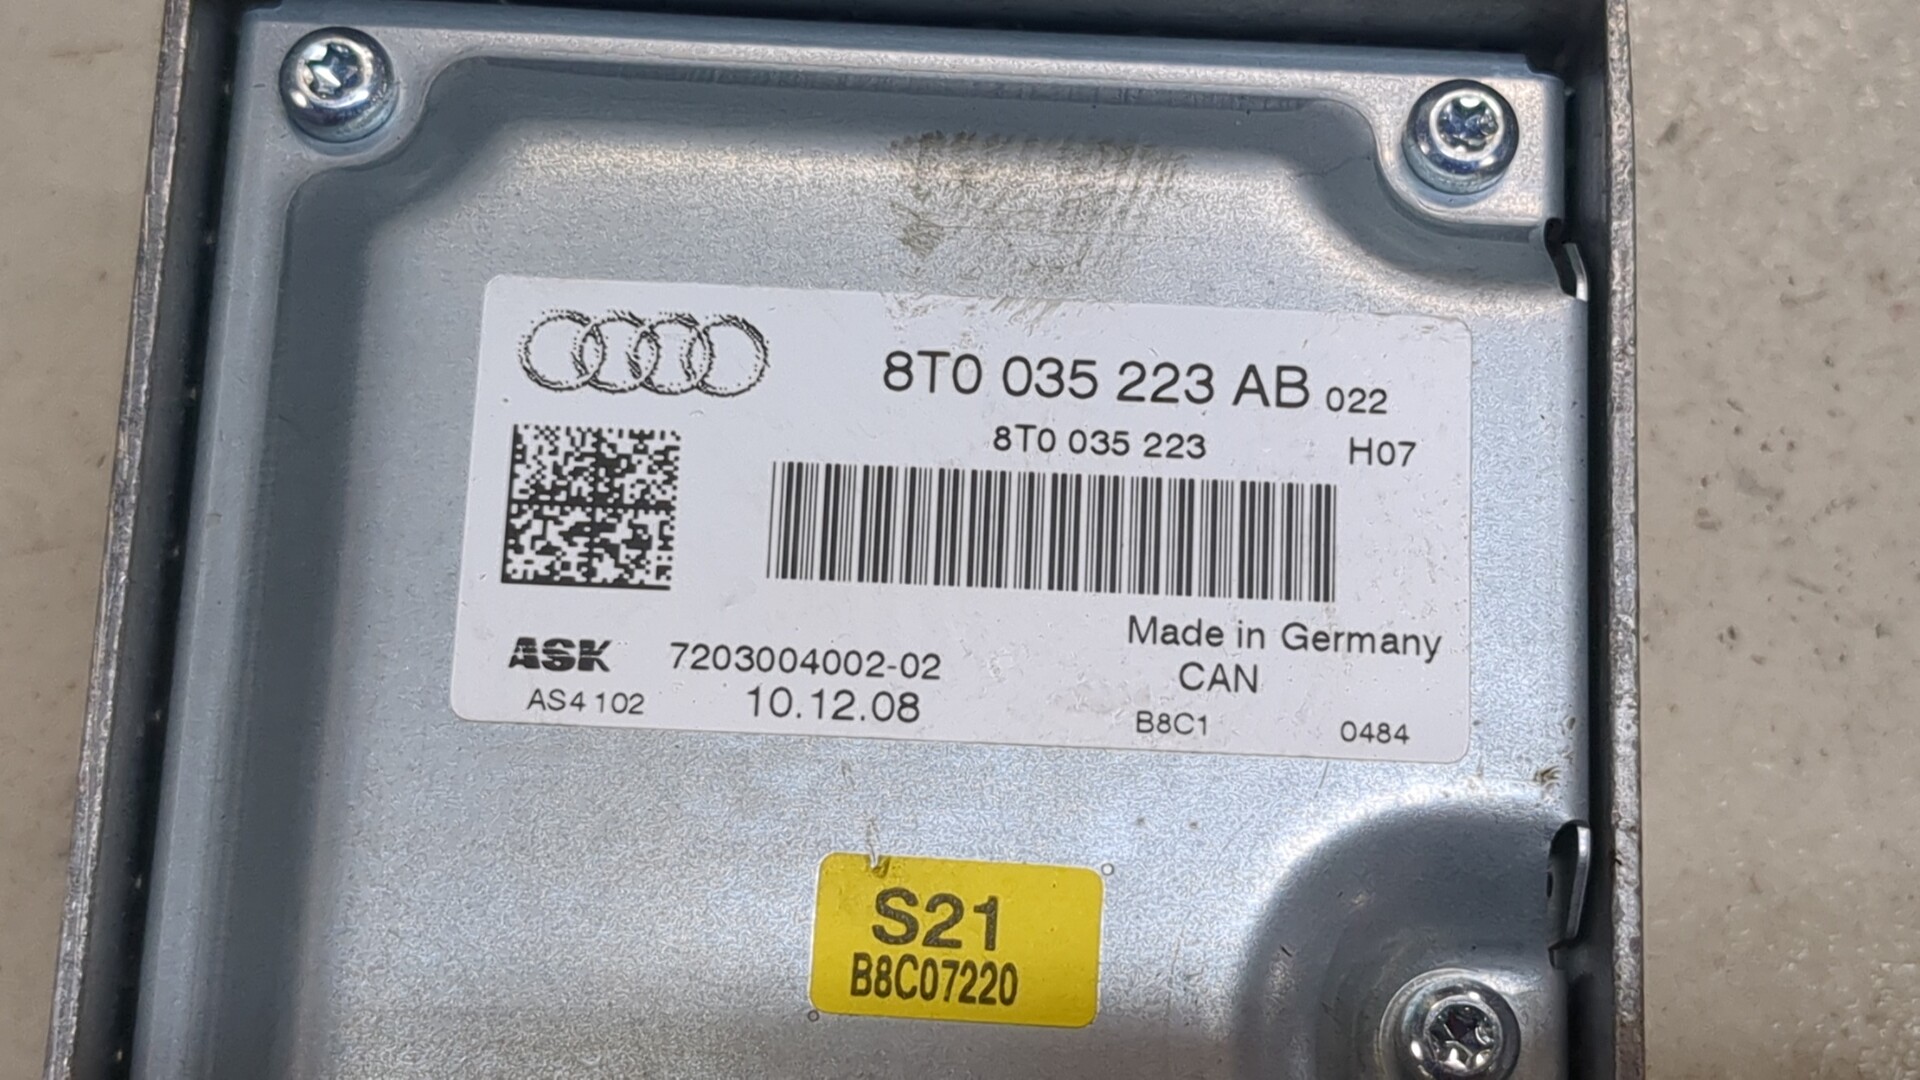 8T0 035 223 AB 022
8T0 035 223 H07
Made in Germany
ASK 7203004002-02
CAN
AS4 102 10.12.08
B8C1 0484
S21
B8C07220